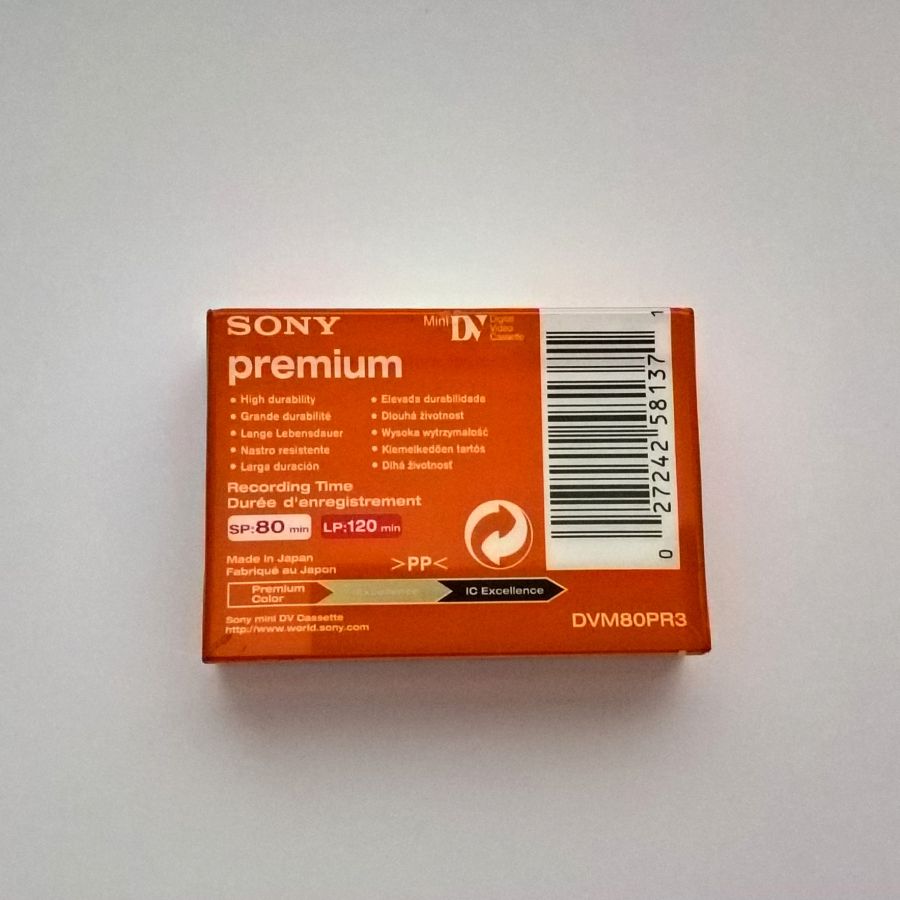 SONY
Mini DV Digital
Video
Cassette
premium
• High durability
• Grande durabilité
• Lange Lebensdauer
• Nastro resistente
• Larga duración
• Elevada durabilidade
• Dlouhá životnost
• Wysoka wytrzymałość
• Kiemelkedően tartós
• Dlhá životnosť
Recording Time
Durée d'enregistrement
SP:80 min LP:120 min
Made in Japan
Fabriqué au Japon
>PP<
Premium
Color
Excellence
IC Excellence
Sony mini DV Cassette
http://www.world.sony.com
DVM80PR3
0 27242 58137 1